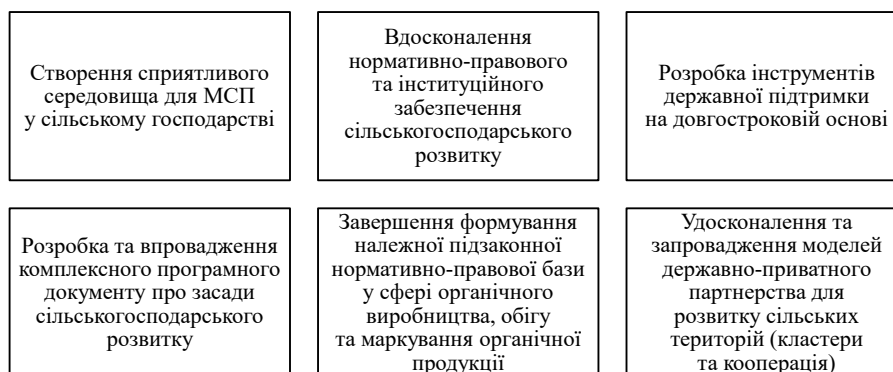 Створення сприятливого
середовища для МСП
у сільському господарстві
Вдосконалення
нормативно-правового
та інституційного
забезпечення
сільськогосподарського
розвитку
Розробка інструментів
державної підтримки
на довгостроковій основі
Розробка та впровадження
комплексного програмного
документу про засади
сільськогосподарського
розвитку
Завершення формування
належної підзаконної
нормативно-правової бази
у сфері органічного
виробництва, обігу
та маркування органічної
продукції
Удосконалення та
запровадження моделей
державно-приватного
партнерства для
розвитку сільських
територій (кластери
та кооперація)